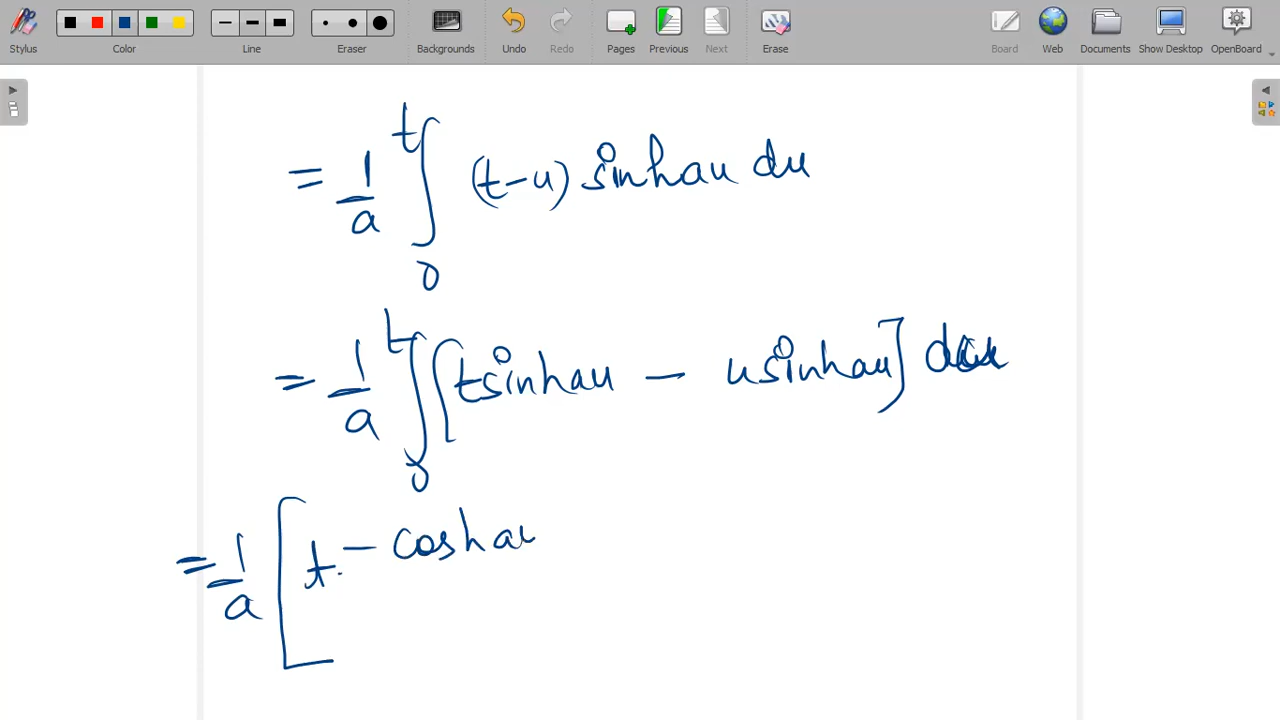 Stylus Color Line Eraser Backgrounds Undo Redo Pages Previous Next Erase Board Web Documents Show Desktop OpenBoard
= 1/a ∫₀ᵗ (t-u) sinhau du
= 1/a ∫₀ᵗ [tsinhau - usinhau] du
= 1/a [t. - coshau